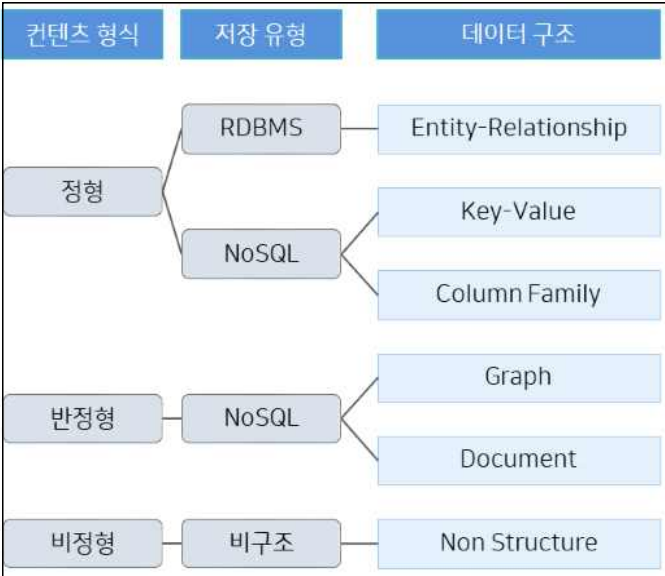 컨텐츠 형식 저장 유형 데이터 구조
RDBMS Entity-Relationship
정형
Key-Value
NoSQL
Column Family
Graph
반정형 NoSQL
Document
비정형 비구조 Non Structure